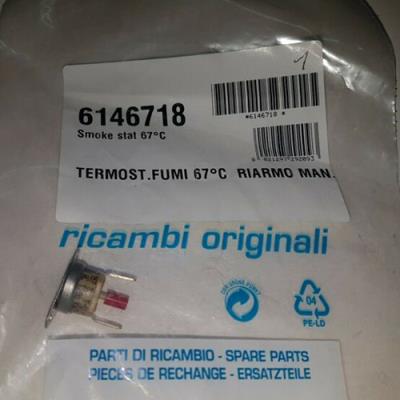 1
6146718
*6146718 *
Smoke stat 67°C
TERMOST.FUMI 67°C RIARMO MAN.
ricambi originali
04
PE-LD
PARTI DI RICAMBIO - SPARE PARTS
PIECES DE RECHANGE - ERSATZTEILE